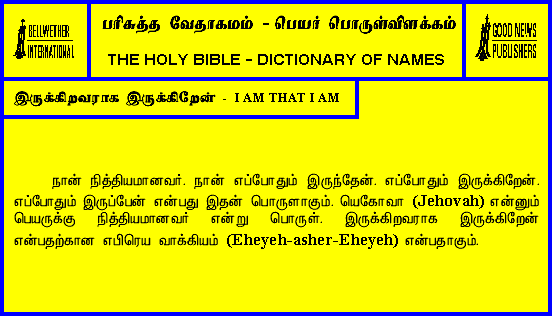 BELLWETHER
INTERNATIONAL
பரிசுத்த வேதாகமம் - பெயர் பொருள்விளக்கம்
THE HOLY BIBLE - DICTIONARY OF NAMES
GOOD NEWS
PUBLISHERS
இருக்கிறவராக இருக்கிறேன் - I AM THAT I AM
நான் நித்தியமானவர். நான் எப்போதும் இருந்தேன். எப்போதும் இருக்கிறேன்.
எப்போதும் இருப்பேன் என்பது இதன் பொருளாகும். யெகோவா (Jehovah) என்னும்
பெயருக்கு நித்தியமானவர் என்று பொருள். இருக்கிறவராக இருக்கிறேன்
என்பதற்கான எபிரெய வாக்கியம் (Eheyeh-asher-Eheyeh) என்பதாகும்.